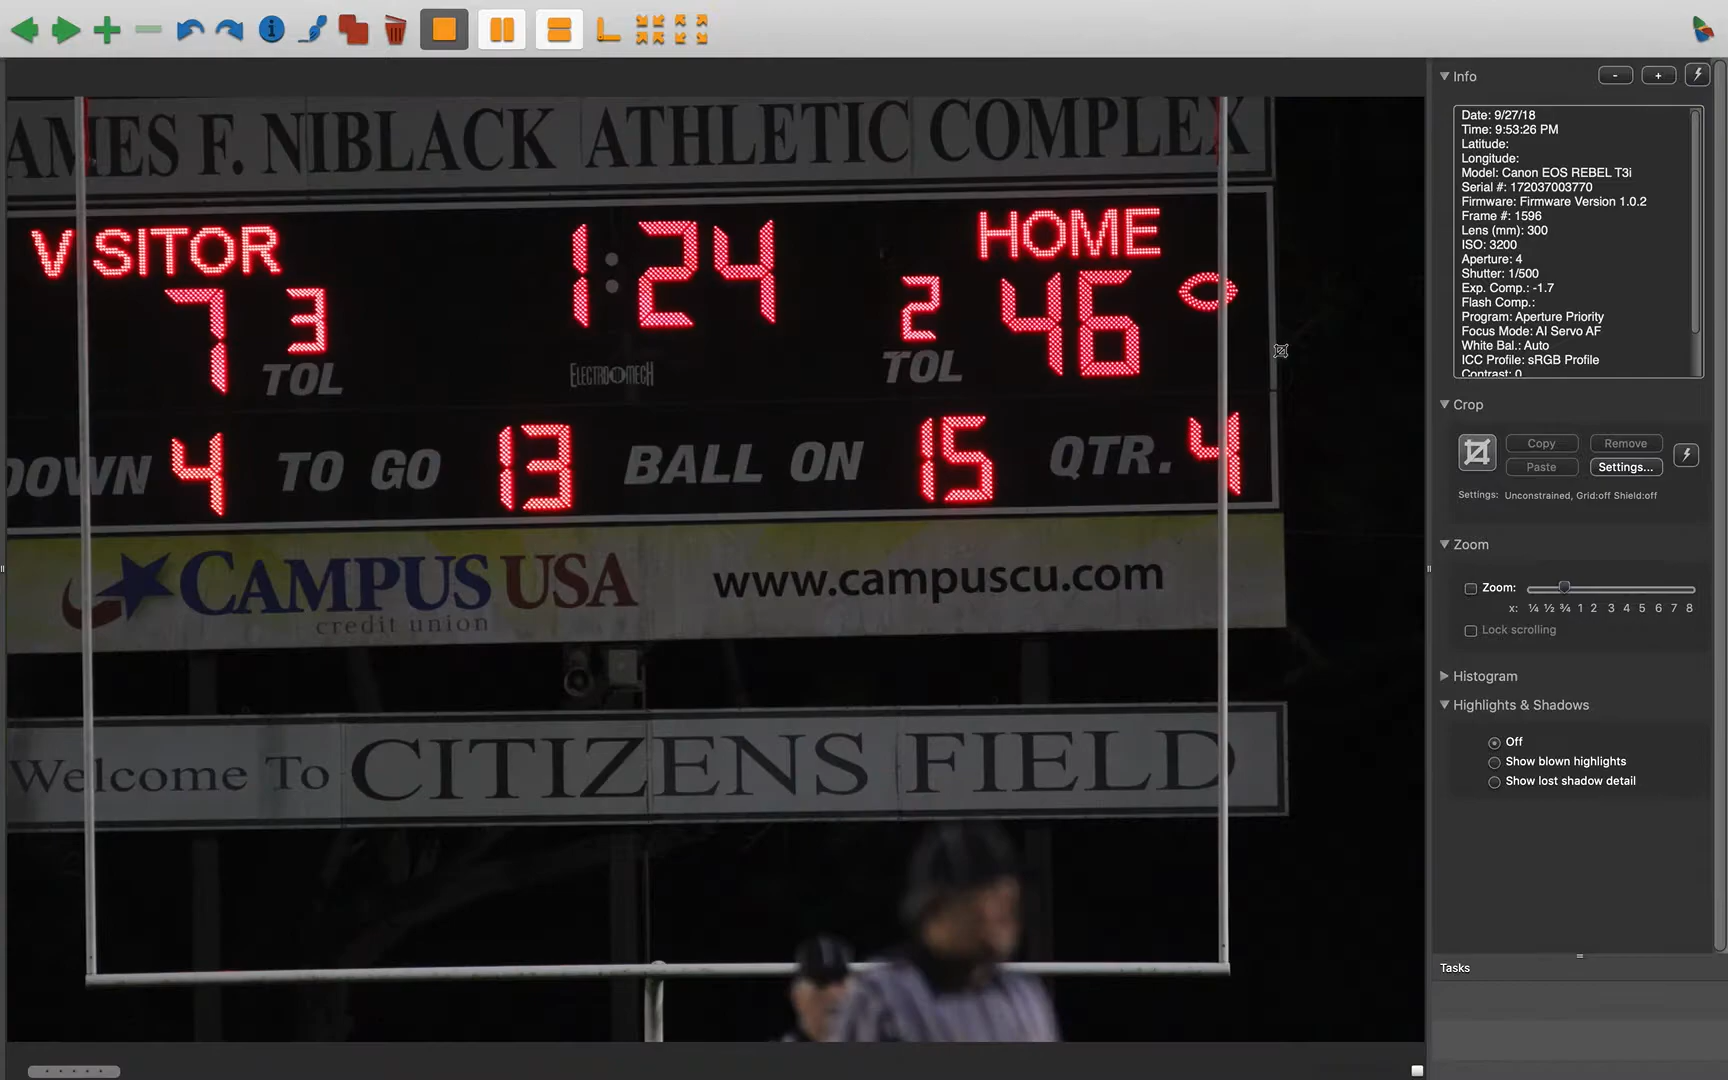 AMES F. NIBLACK ATHLETIC COMPLEX
V SITOR 1:24 HOME
7 3 2 46
TOL ELECTRO-MECH TOL
DOWN 4 TO GO 13 BALL ON 15 QTR. 4
CAMPUS USA www.campuscu.com
credit union
Welcome To CITIZENS FIELD
Info
-
+
Date: 9/27/18
Time: 9:53:26 PM
Latitude:
Longitude:
Model: Canon EOS REBEL T3i
Serial #: 172037003770
Firmware: Firmware Version 1.0.2
Frame #: 1596
Lens (mm): 300
ISO: 3200
Aperture: 4
Shutter: 1/500
Exp. Comp.: -1.7
Flash Comp.:
Program: Aperture Priority
Focus Mode: AI Servo AF
White Bal.: Auto
ICC Profile: sRGB Profile
Contrast: 0
Crop
Copy Remove
Paste Settings...
Settings: Unconstrained, Grid:off Shield:off
Zoom
Zoom:
x: ¼ ½ ¾ 1 2 3 4 5 6 7 8
Lock scrolling
Histogram
Highlights & Shadows
Off
Show blown highlights
Show lost shadow detail
Tasks